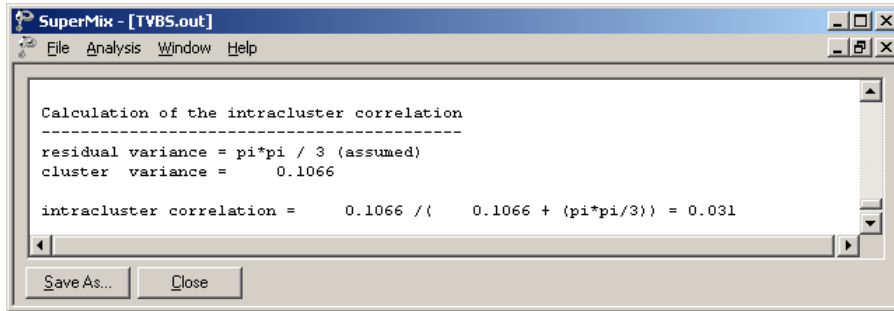 SuperMix - [TVBS.out]
File Analysis Window Help
Calculation of the intracluster correlation
-------------------------------------------
residual variance = pi*pi / 3 (assumed)
cluster  variance =     0.1066
intracluster correlation =     0.1066 /(    0.1066 + (pi*pi/3)) = 0.031
Save As... Close